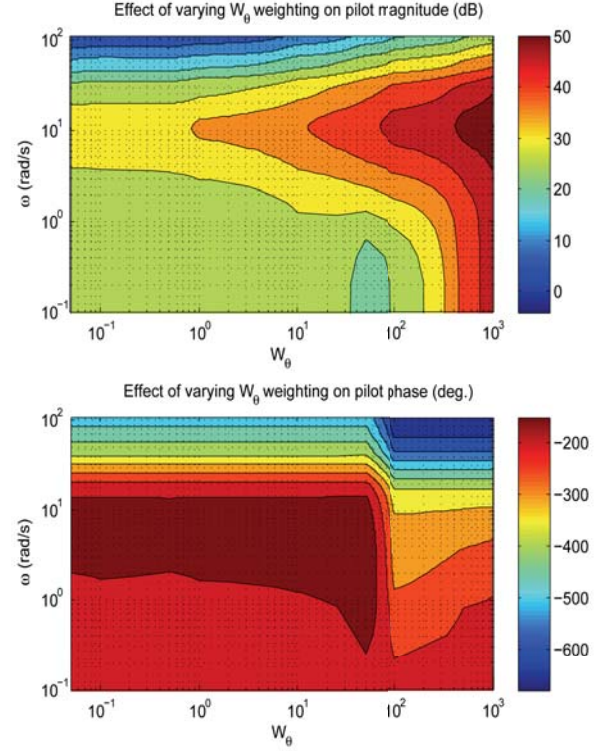 Effect of varying W_θ weighting on pilot magnitude (dB)
10^2
10^1
10^0
10^-1
ω (rad/s)
10^-1 10^0 10^1 10^2 10^3
W_θ
50
40
30
20
10
0
Effect of varying W_θ weighting on pilot phase (deg.)
10^2
10^1
10^0
10^-1
ω (rad/s)
10^-1 10^0 10^1 10^2 10^3
W_θ
−200
−300
−400
−500
−600